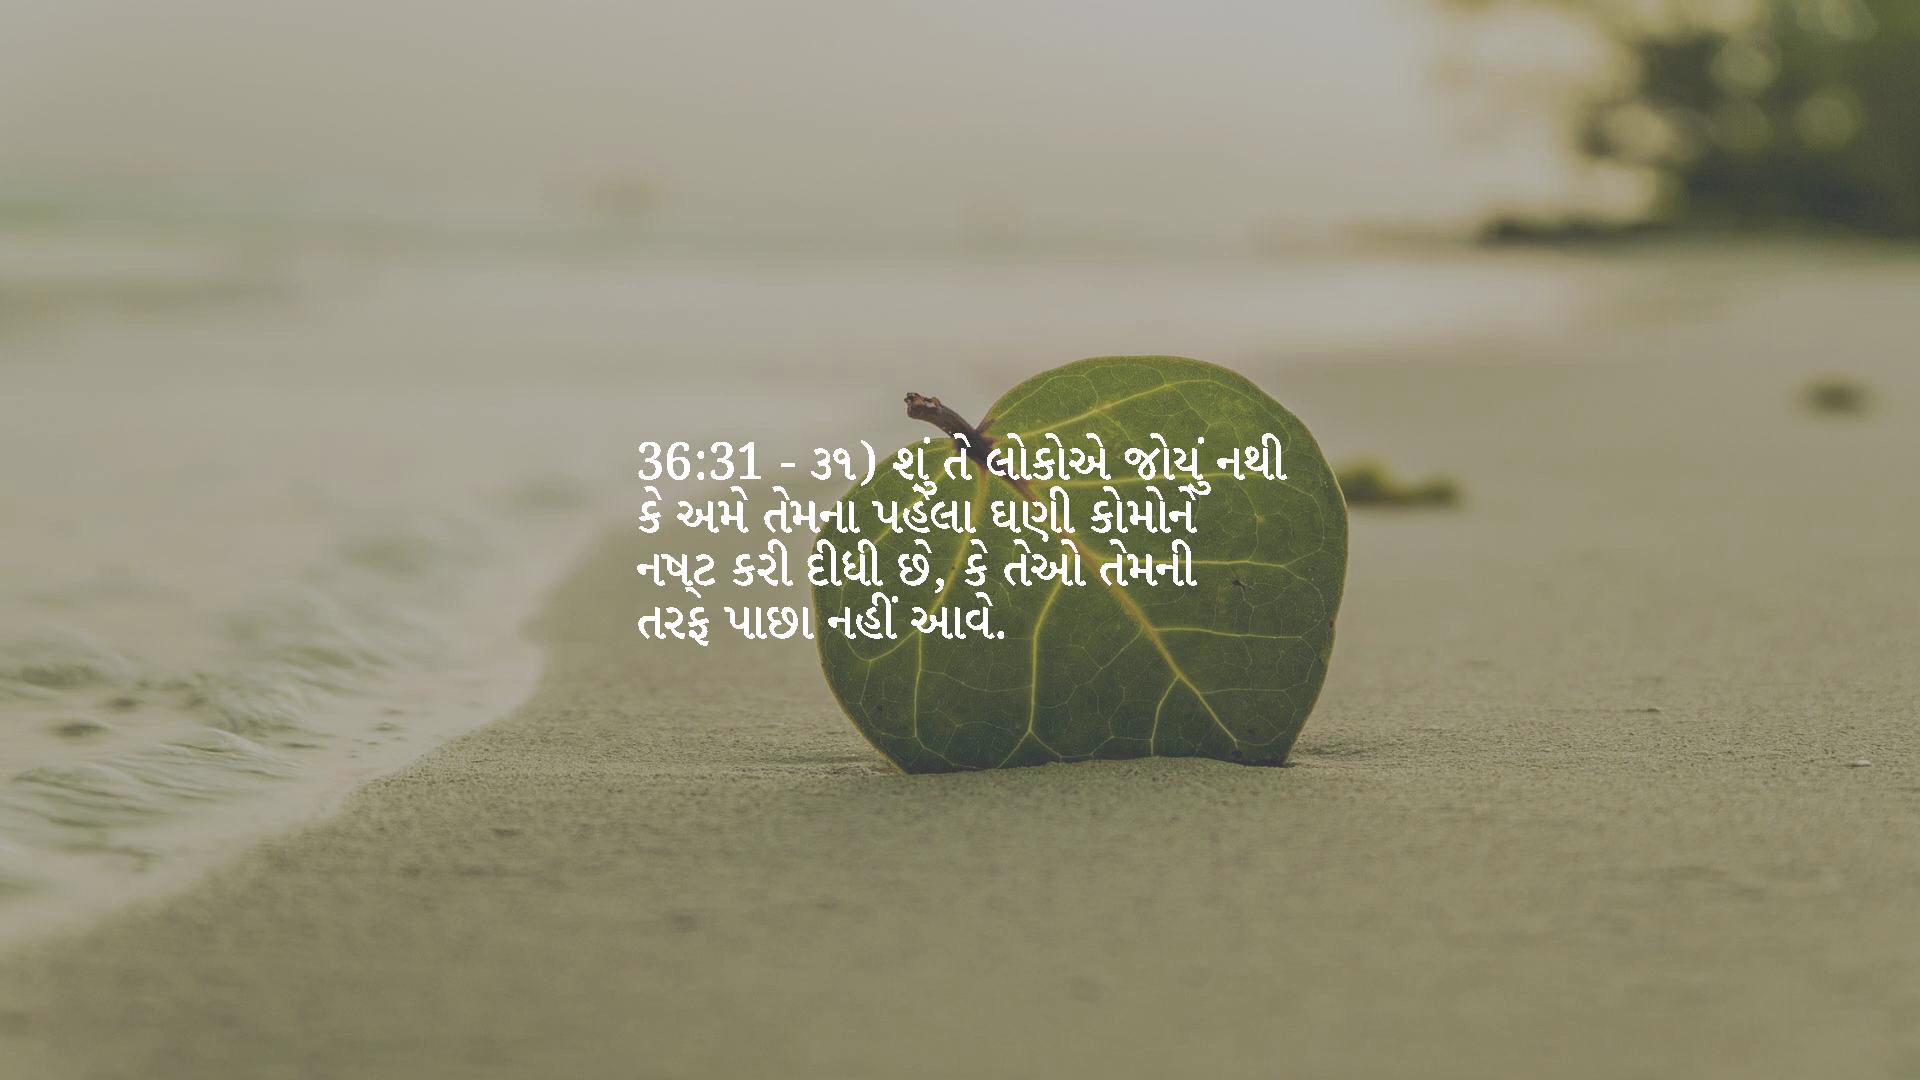 36:31 - ૩૧) શું તે લોકોએ જોયું નથી
કે અમે તેમના પહેલા ઘણી કોમોને
નષ્ટ કરી દીધી છે, કે તેઓ તેમની
તરફ પાછા નહીં આવે.